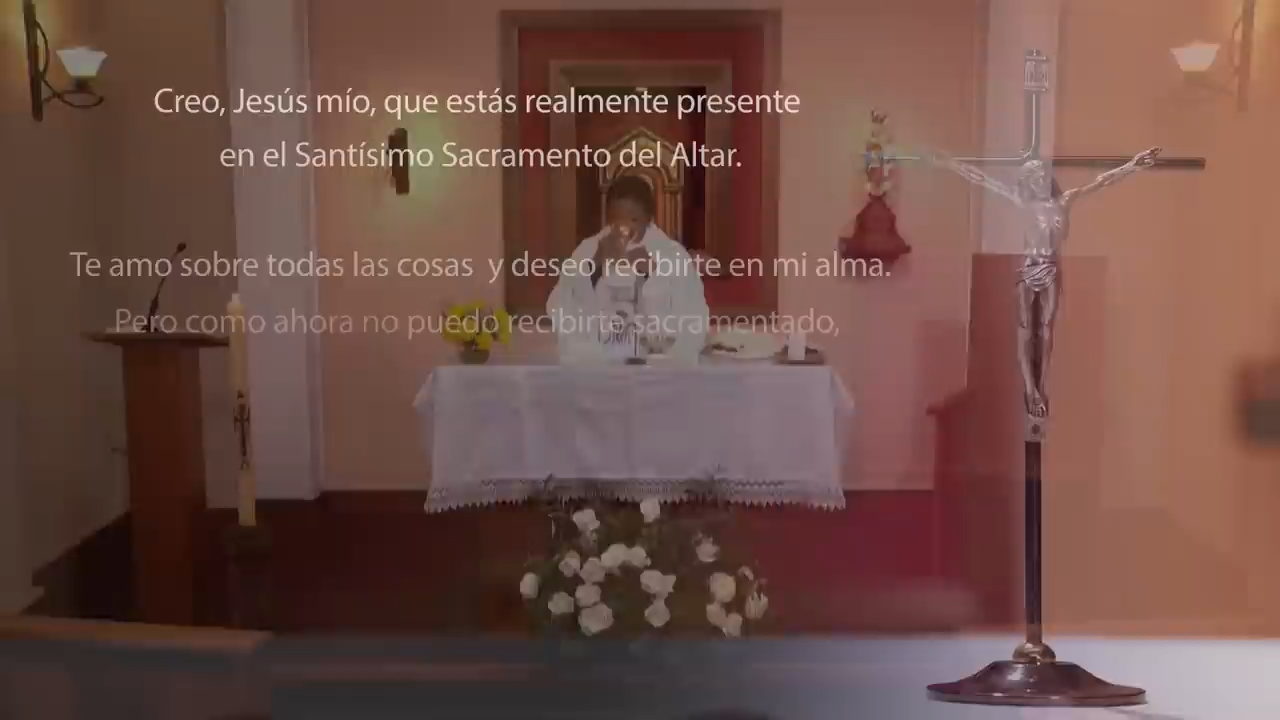 Creo, Jesús mío, que estás realmente presente
en el Santísimo Sacramento del Altar.
Te amo sobre todas las cosas y deseo recibirte en mi alma.
Pero como ahora no puedo recibirte sacramentado,